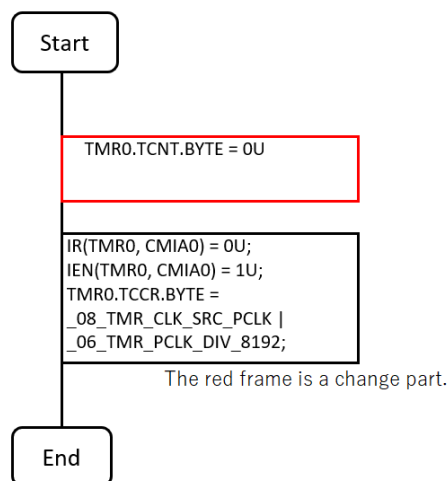 Start
TMR0.TCNT.BYTE = 0U
IR(TMR0, CMIA0) = 0U;
IEN(TMR0, CMIA0) = 1U;
TMR0.TCCR.BYTE =
_08_TMR_CLK_SRC_PCLK |
_06_TMR_PCLK_DIV_8192;
The red frame is a change part.
End